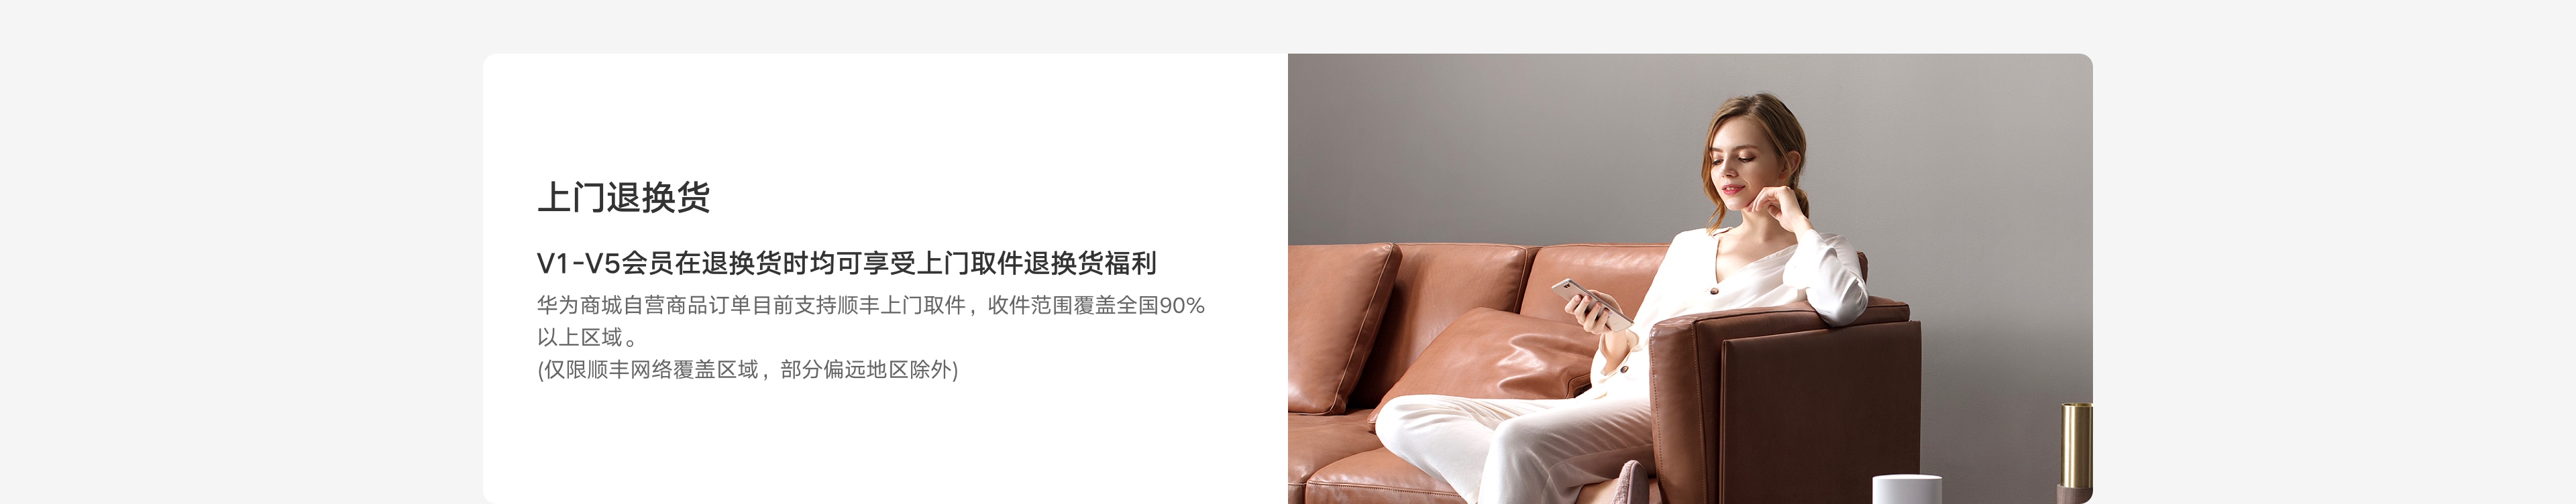 上门退换货
V1-V5会员在退换货时均可享受上门取件退换货福利
华为商城自营商品订单目前支持顺丰上门取件，收件范围覆盖全国90%
以上区域。
(仅限顺丰网络覆盖区域，部分偏远地区除外)